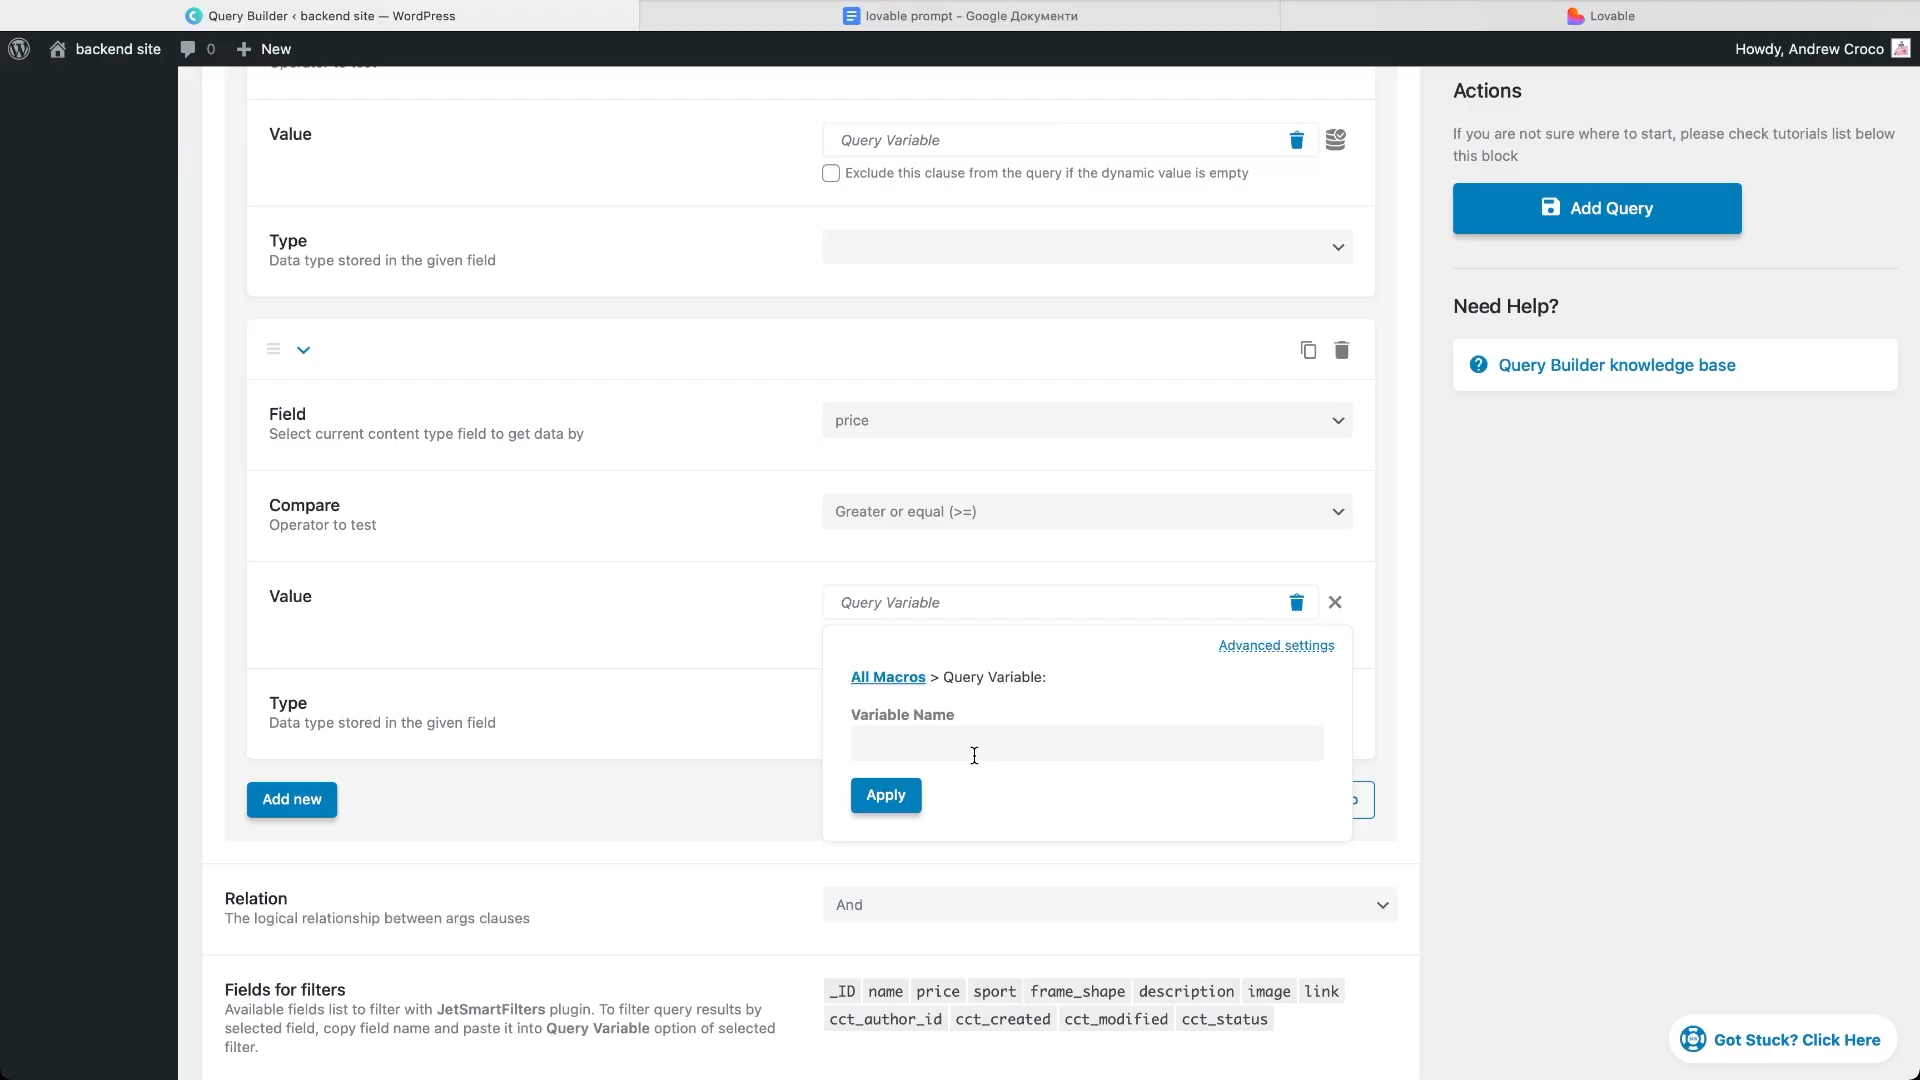 Query Builder ‹ backend site — WordPress
lovable prompt - Google Документи
Lovable
backend site
0
New
Howdy, Andrew Croco
Value
Query Variable
Exclude this clause from the query if the dynamic value is empty
Type
Data type stored in the given field
Field
Select current content type field to get data by
price
Compare
Operator to test
Greater or equal (>=)
Value
Query Variable
Advanced settings
All Macros > Query Variable:
Variable Name
Apply
Type
Data type stored in the given field
Add new
Relation
The logical relationship between args clauses
And
Fields for filters
Available fields list to filter with JetSmartFilters plugin. To filter query results by
selected field, copy field name and paste it into Query Variable option of selected
filter.
_ID name price sport frame_shape description image link
cct_author_id cct_created cct_modified cct_status
Actions
If you are not sure where to start, please check tutorials list below
this block
Add Query
Need Help?
Query Builder knowledge base
Got Stuck? Click Here